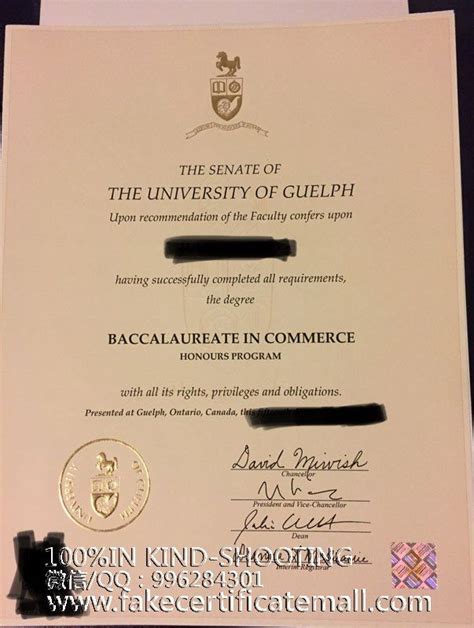 THE SENATE OF
THE UNIVERSITY OF GUELPH
Upon recommendation of the Faculty confers upon
having successfully completed all requirements,
the degree
BACCALAUREATE IN COMMERCE
HONOURS PROGRAM
with all its rights, privileges and obligations.
Presented at Guelph, Ontario, Canada, this fifteenth
David Mirvish
Chancellor
President and Vice-Chancellor
Dean
Interim Registrar
100%IN KIND-SHOOTING
微信/QQ：996284301
www.fakecertificatemall.com